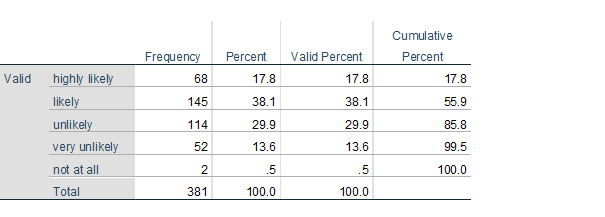 Cumulative
Frequency Percent Valid Percent Percent
Valid highly likely 68 17.8 17.8 17.8
likely 145 38.1 38.1 55.9
unlikely 114 29.9 29.9 85.8
very unlikely 52 13.6 13.6 99.5
not at all 2 .5 .5 100.0
Total 381 100.0 100.0